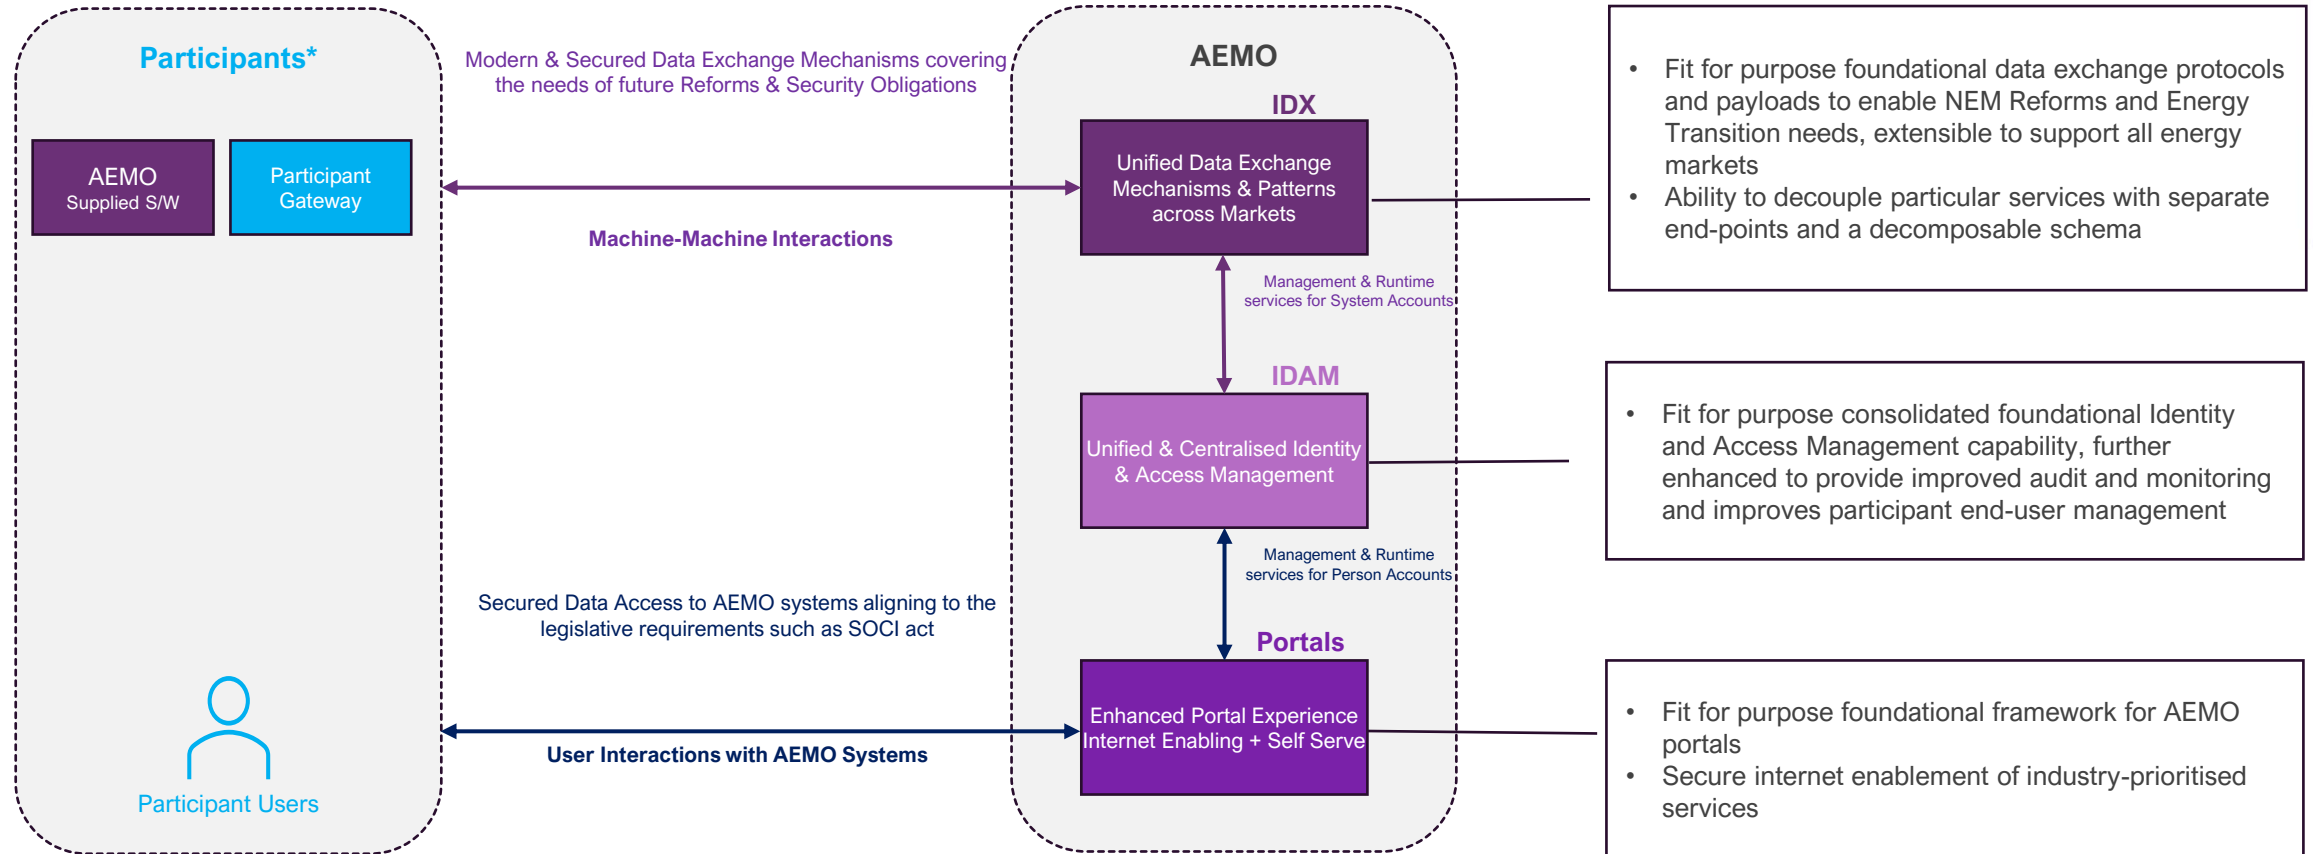 Participants*
AEMO
Supplied S/W
Participant
Gateway
Participant Users
Modern & Secured Data Exchange Mechanisms covering
the needs of future Reforms & Security Obligations
Machine-Machine Interactions
Secured Data Access to AEMO systems aligning to the
legislative requirements such as SOCI act
User Interactions with AEMO Systems
AEMO
IDX
Unified Data Exchange
Mechanisms & Patterns
across Markets
Management & Runtime
services for System Accounts
IDAM
Unified & Centralised Identity
& Access Management
Management & Runtime
services for Person Accounts
Portals
Enhanced Portal Experience
Internet Enabling + Self Serve
• Fit for purpose foundational data exchange protocols
and payloads to enable NEM Reforms and Energy
Transition needs, extensible to support all energy
markets
• Ability to decouple particular services with separate
end-points and a decomposable schema
• Fit for purpose consolidated foundational Identity
and Access Management capability, further
enhanced to provide improved audit and monitoring
and improves participant end-user management
• Fit for purpose foundational framework for AEMO
portals
• Secure internet enablement of industry-prioritised
services